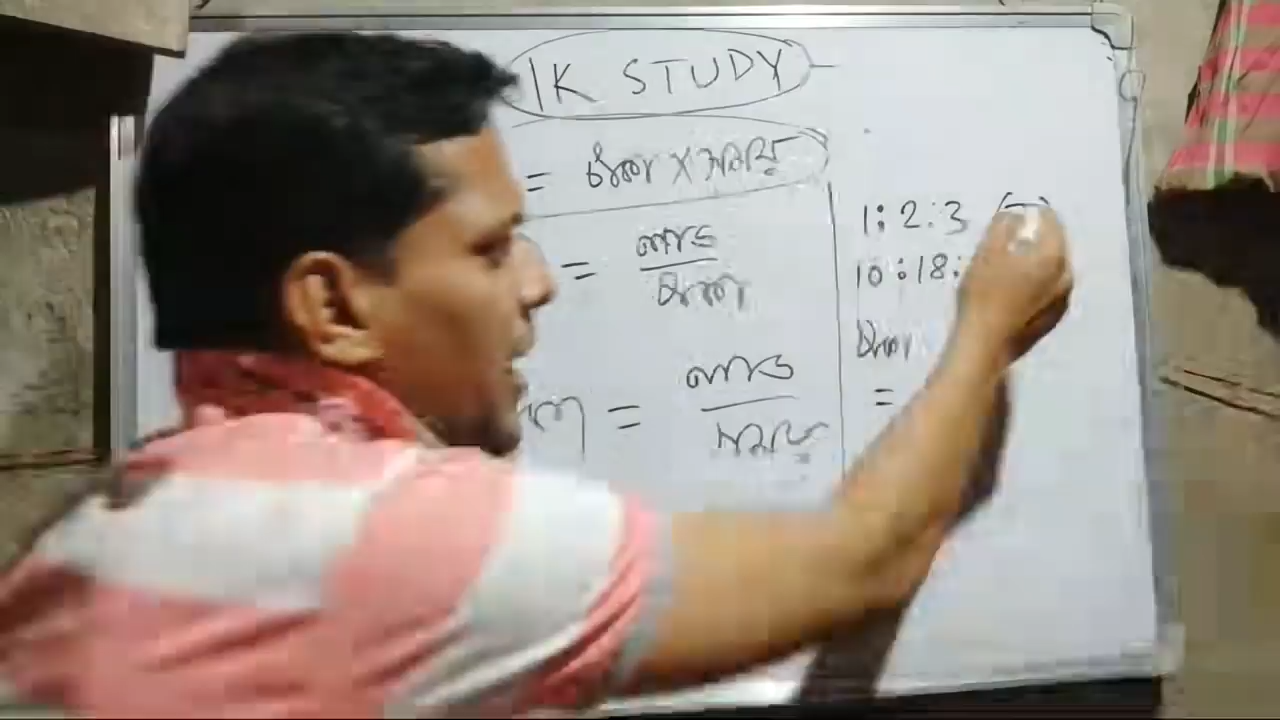 IK STUDY
= টাকা × সময়
= লাভ / টাকা
= লাভ / সময়
1:2:3
10:18:
টাকা
=